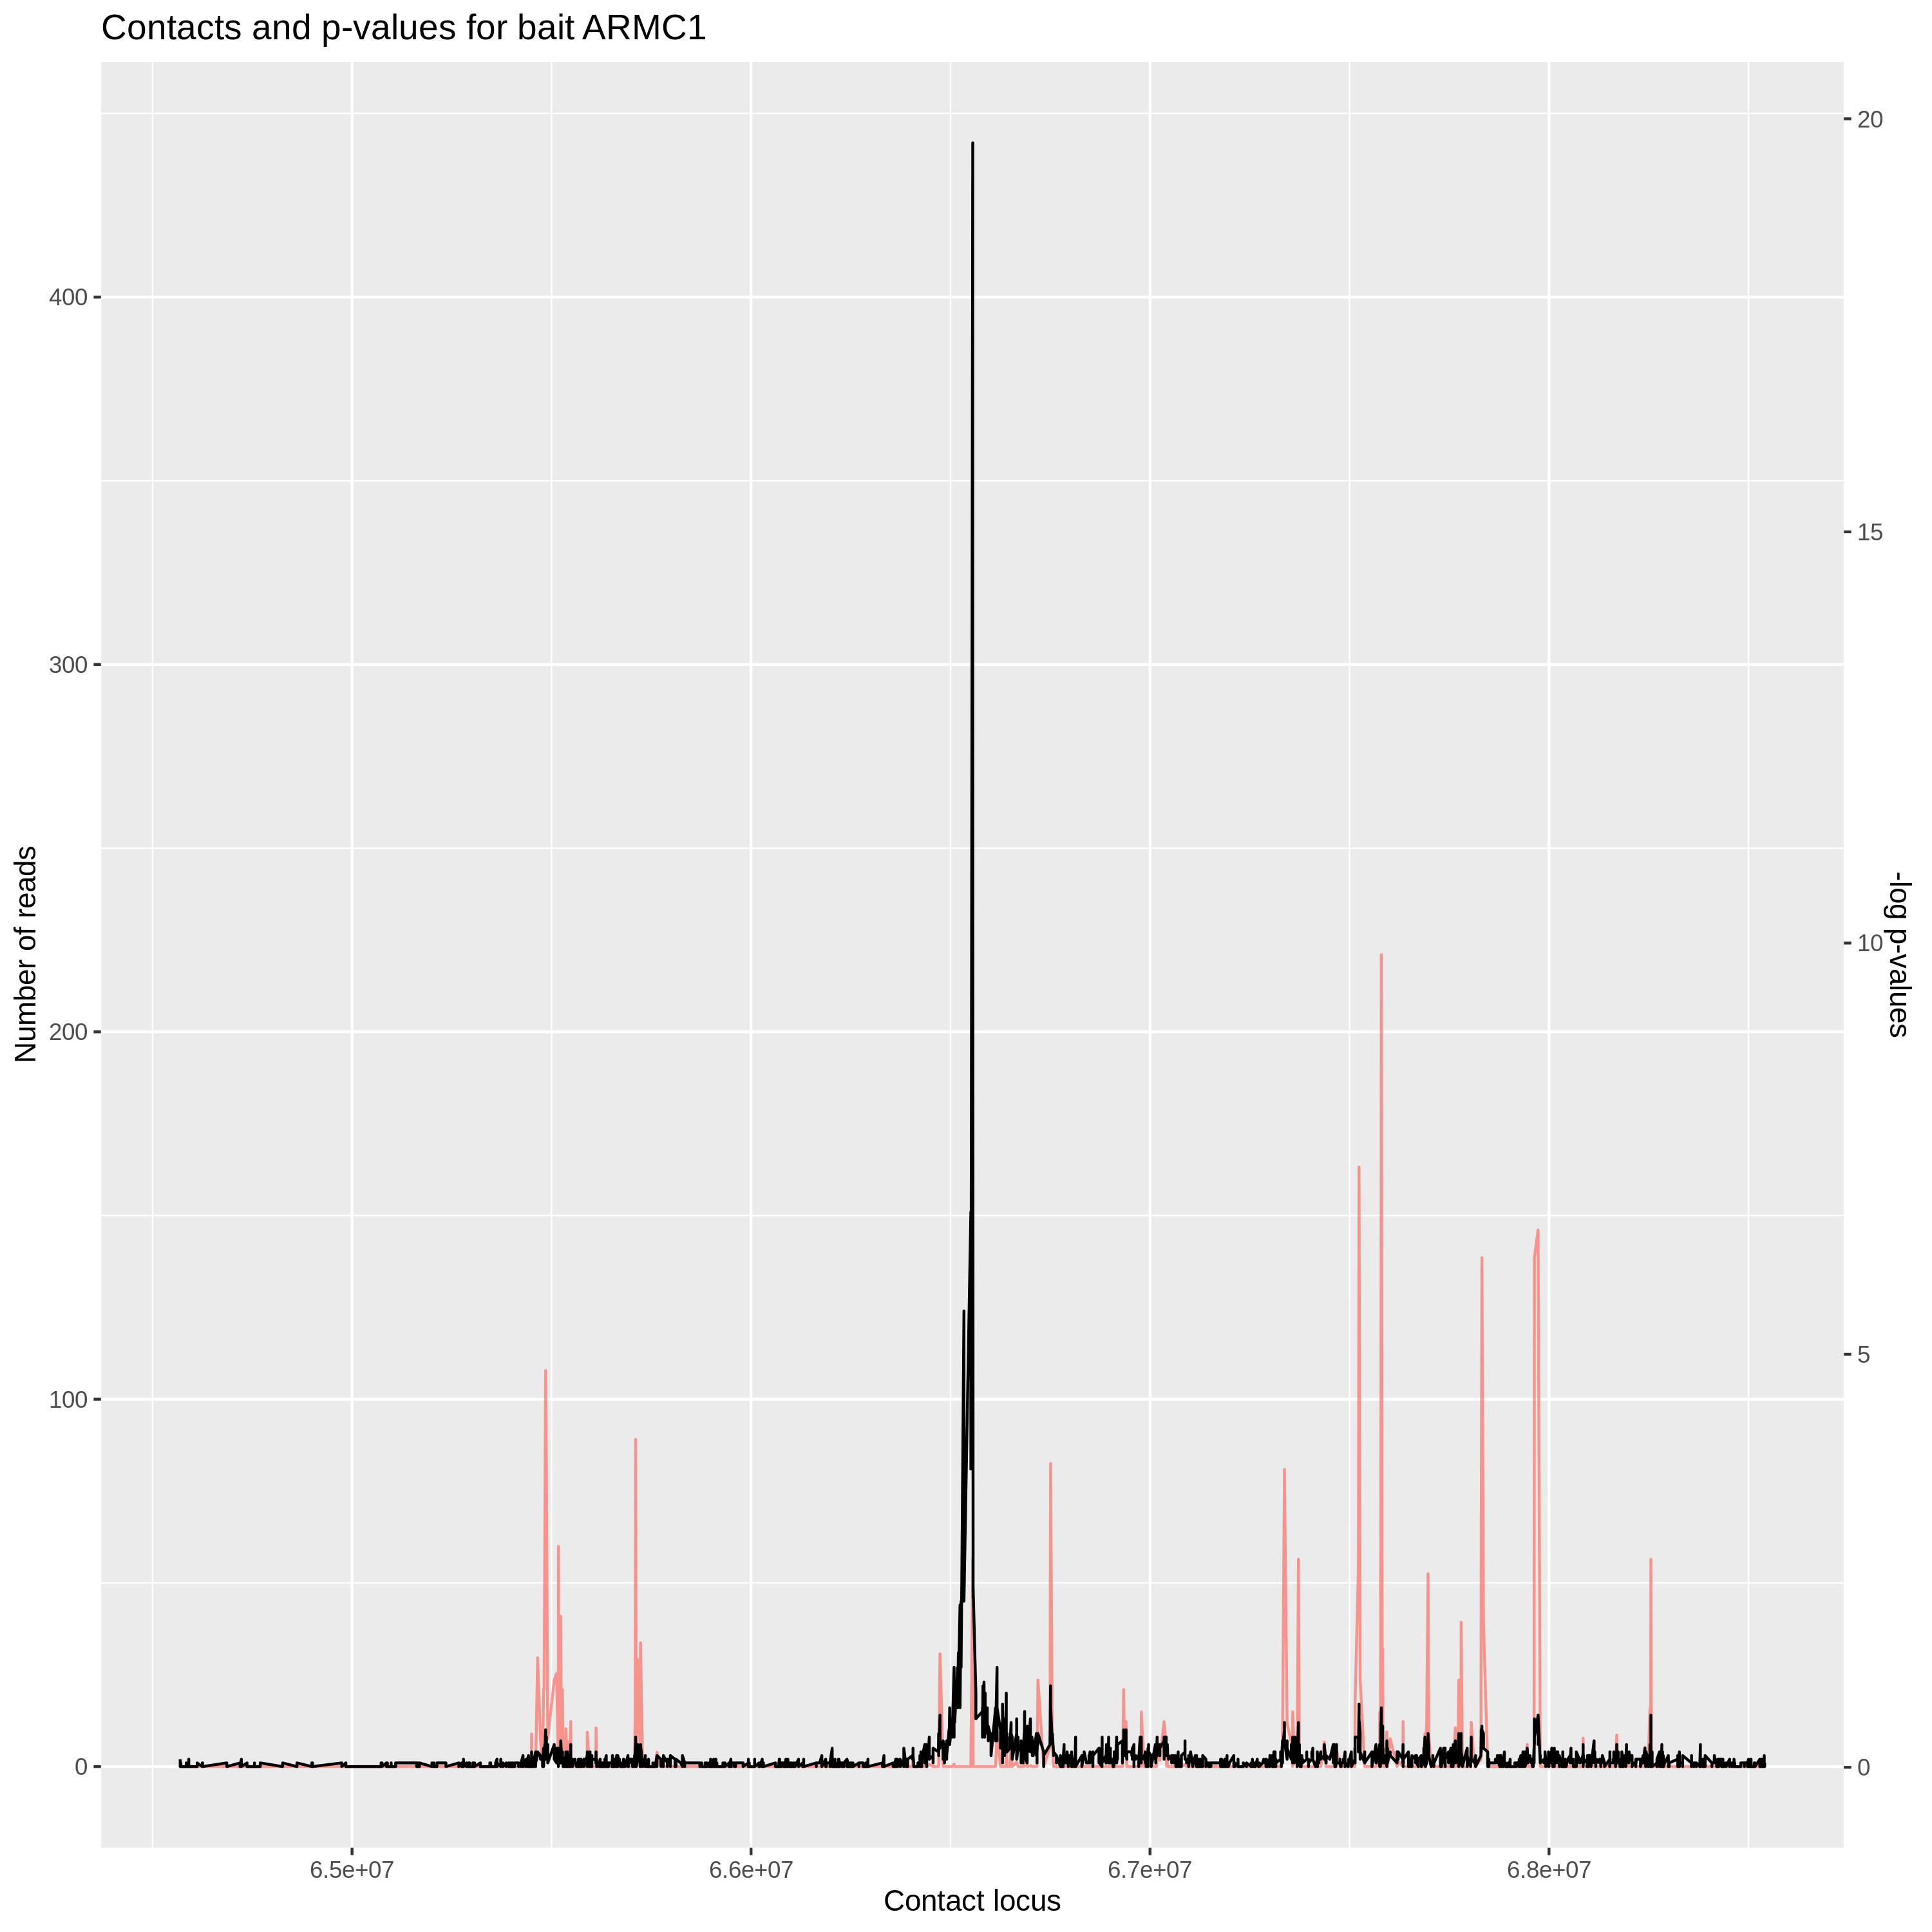 Contacts and p-values for bait ARMC1
Number of reads
400
300
200
100
0
20
15
10
5
0
-log p-values
6.5e+07
6.6e+07
6.7e+07
6.8e+07
Contact locus